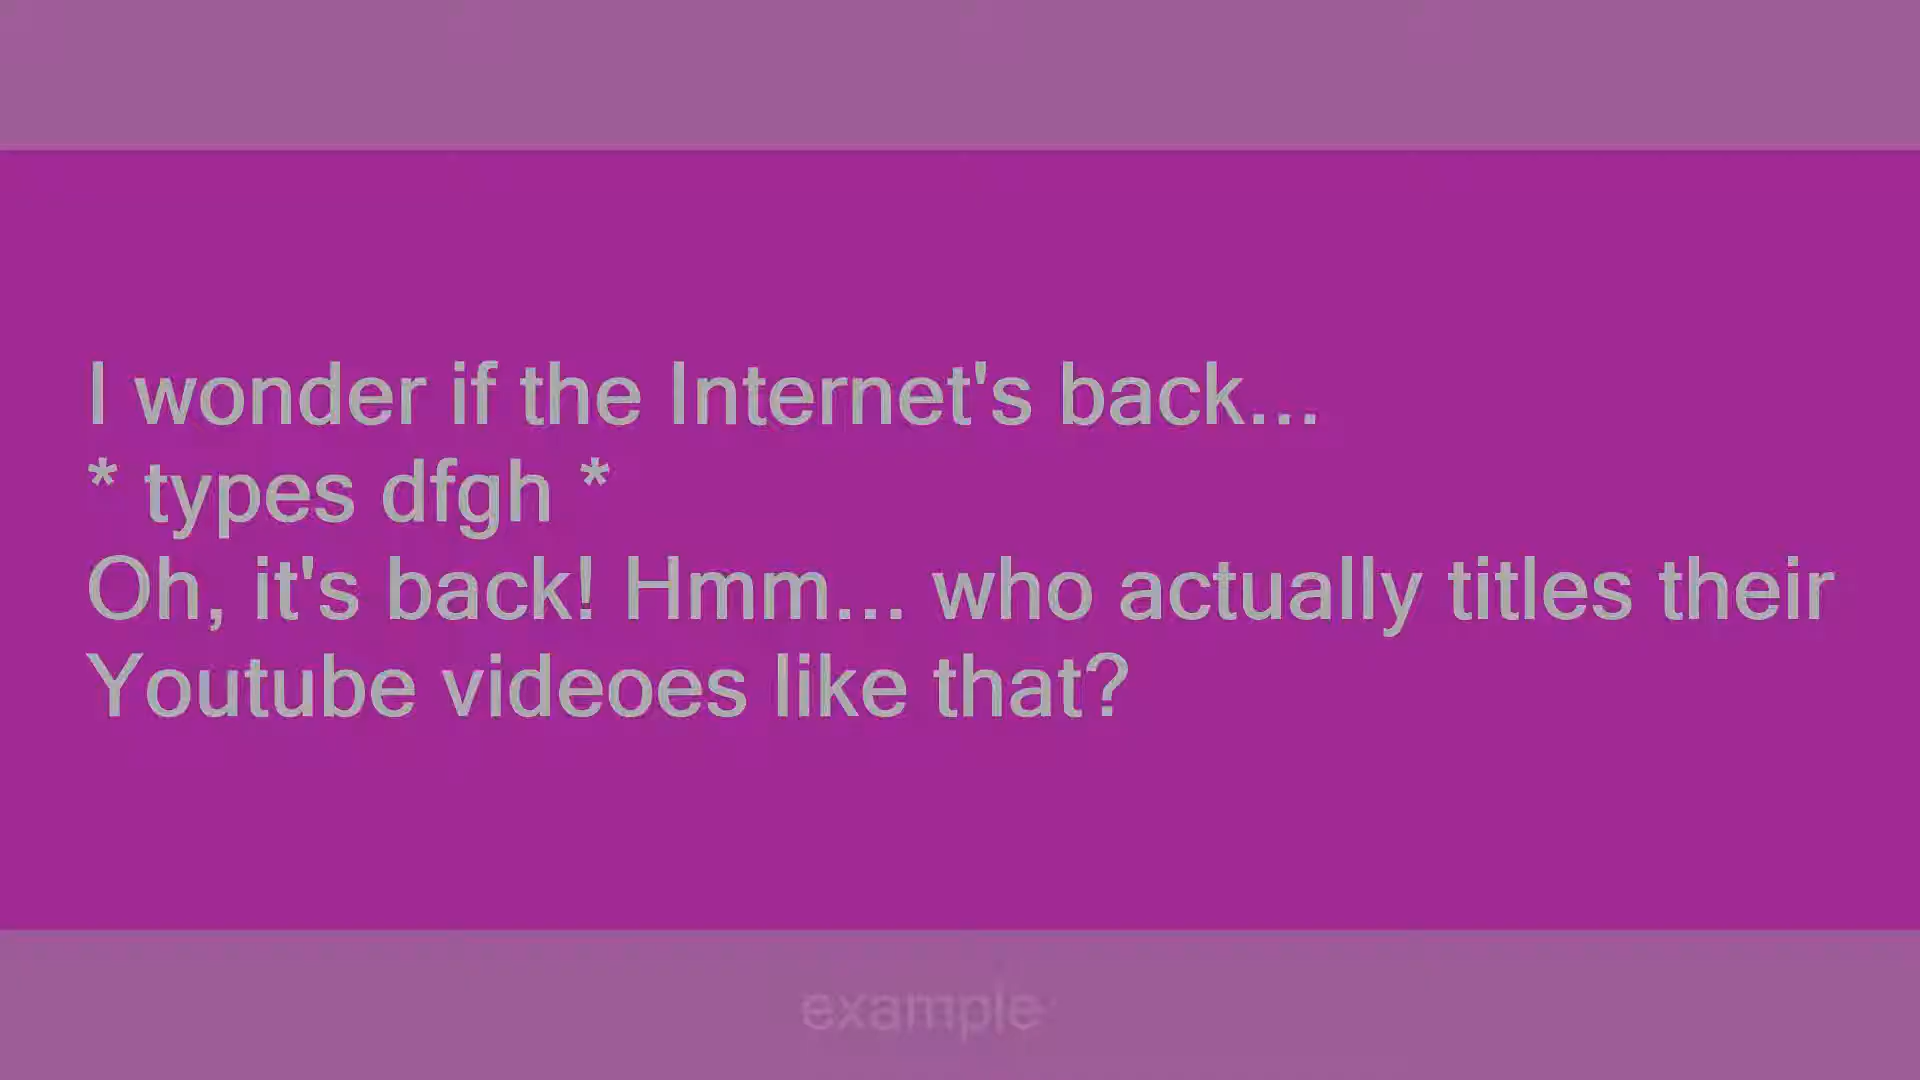 I wonder if the Internet's back...
* types dfgh *
Oh, it's back! Hmm... who actually titles their
Youtube videoes like that?
example